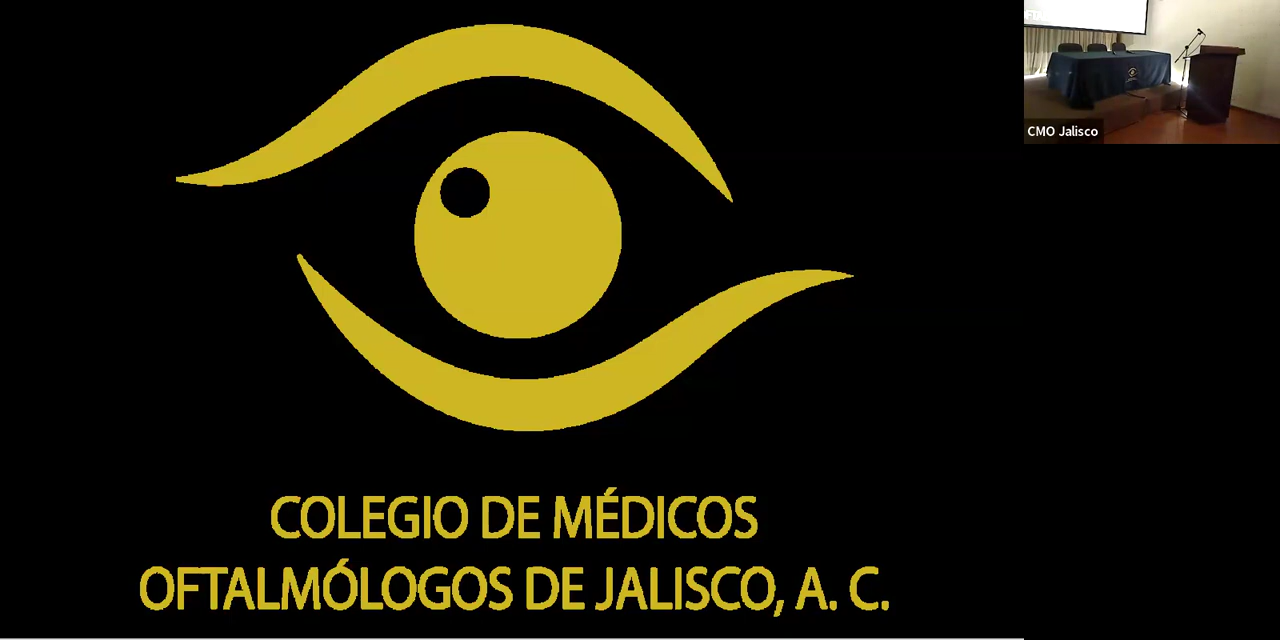 COLEGIO DE MÉDICOS
OFTALMÓLOGOS DE JALISCO, A. C.
CMO Jalisco